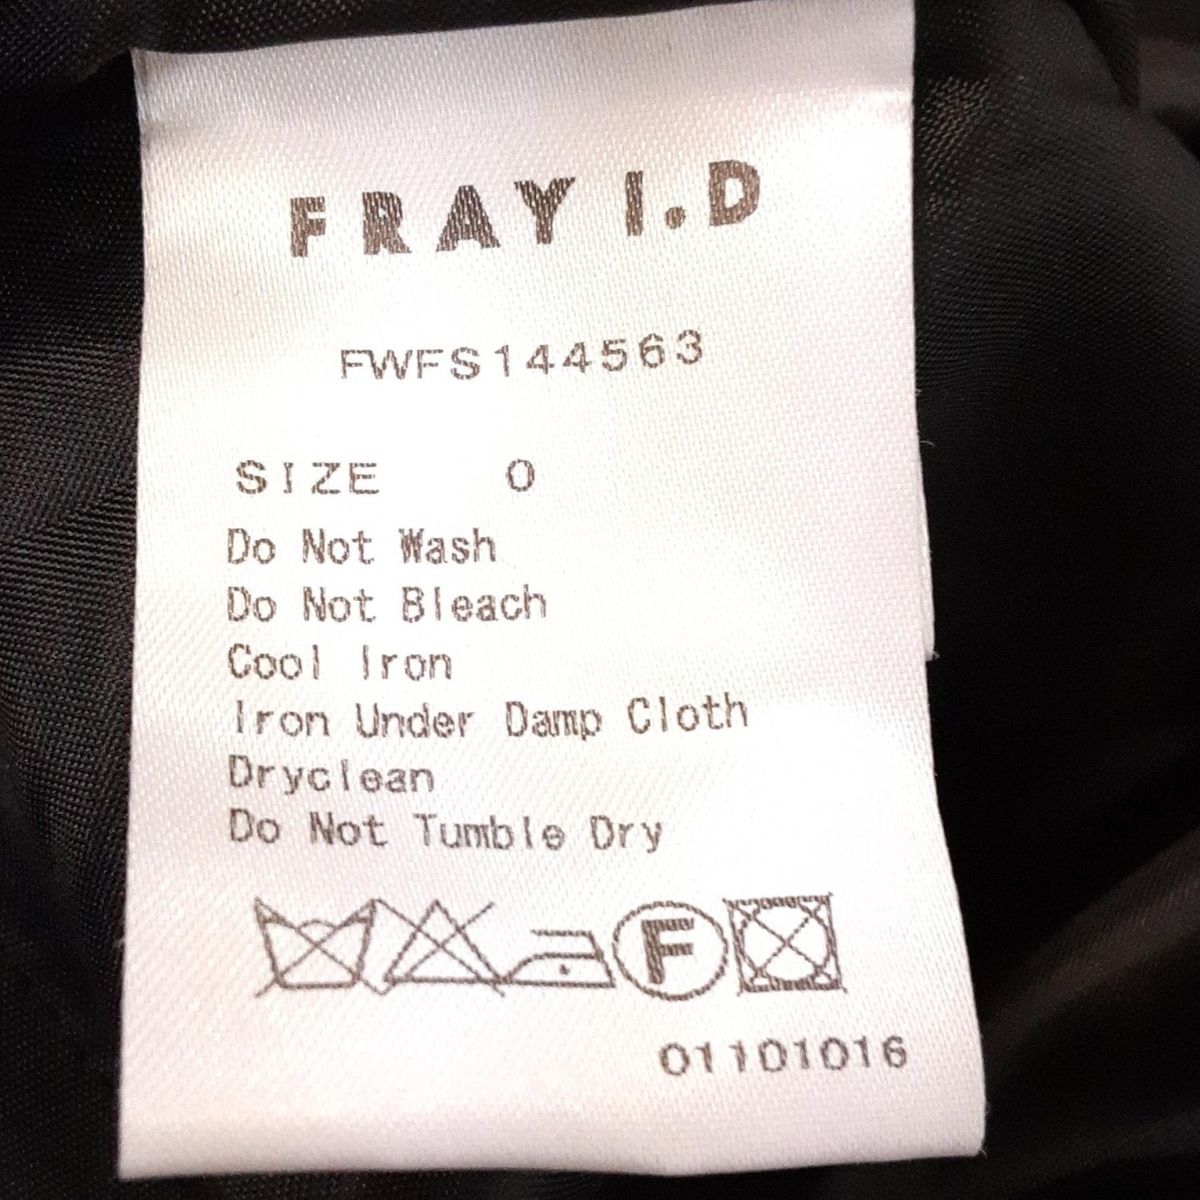 FRAY I.D
FWFS144563
SIZE 0
Do Not Wash
Do Not Bleach
Cool Iron
Iron Under Damp Cloth
Dryclean
Do Not Tumble Dry
F
01101016